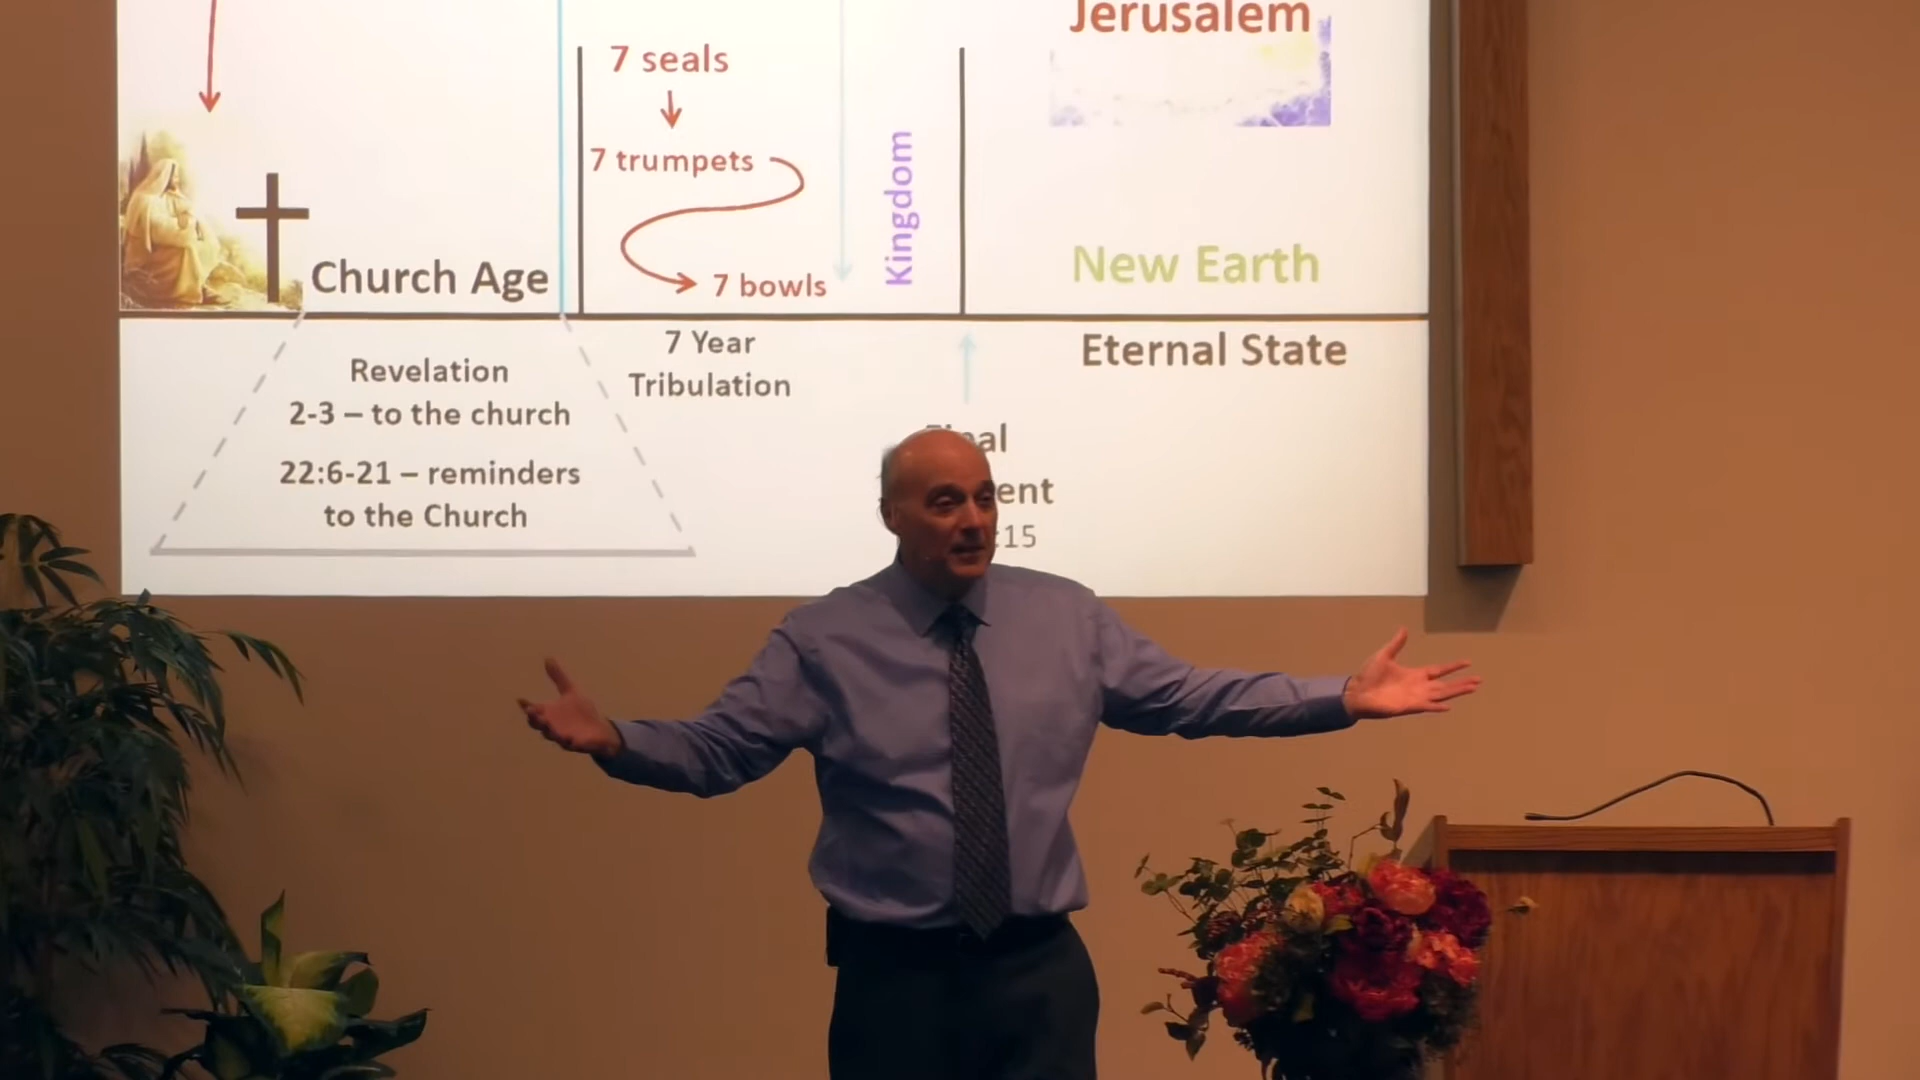 Jerusalem
7 seals
7 trumpets
Kingdom
Church Age
7 bowls
New Earth
7 Year
Tribulation
Eternal State
Revelation
2-3 – to the church
22:6-21 – reminders
to the Church
:15